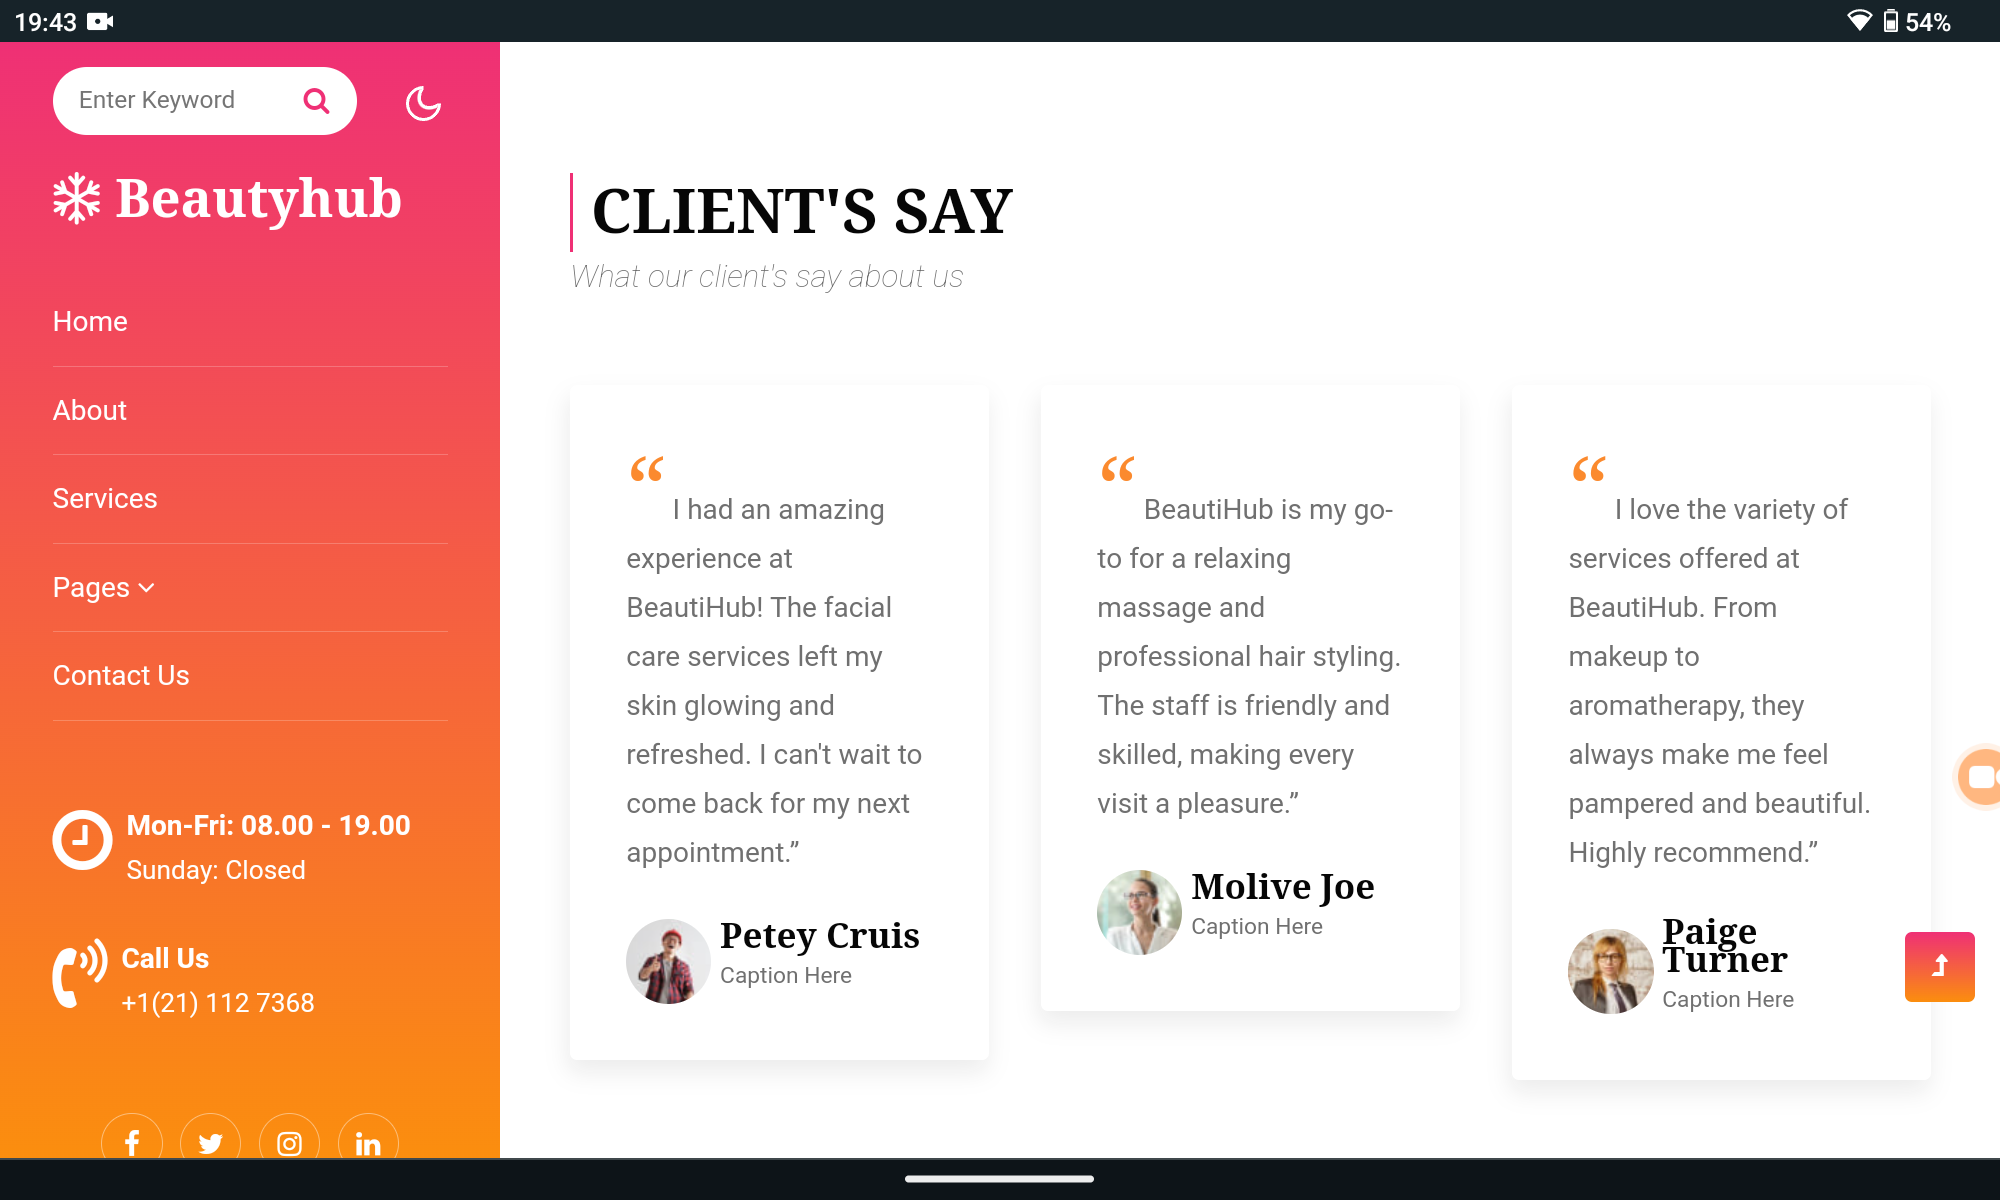 19:43
54%
Enter Keyword
Beautyhub
Home
About
Services
Pages
Contact Us
Mon-Fri: 08.00 - 19.00
Sunday: Closed
Call Us
+1(21) 112 7368
CLIENT'S SAY
What our client's say about us
“
I had an amazing
experience at
BeautiHub! The facial
care services left my
skin glowing and
refreshed. I can't wait to
come back for my next
appointment.”
Petey Cruis
Caption Here
“
BeautiHub is my go-
to for a relaxing
massage and
professional hair styling.
The staff is friendly and
skilled, making every
visit a pleasure.”
Molive Joe
Caption Here
“
I love the variety of
services offered at
BeautiHub. From
makeup to
aromatherapy, they
always make me feel
pampered and beautiful.
Highly recommend.”
Paige
Turner
Caption Here